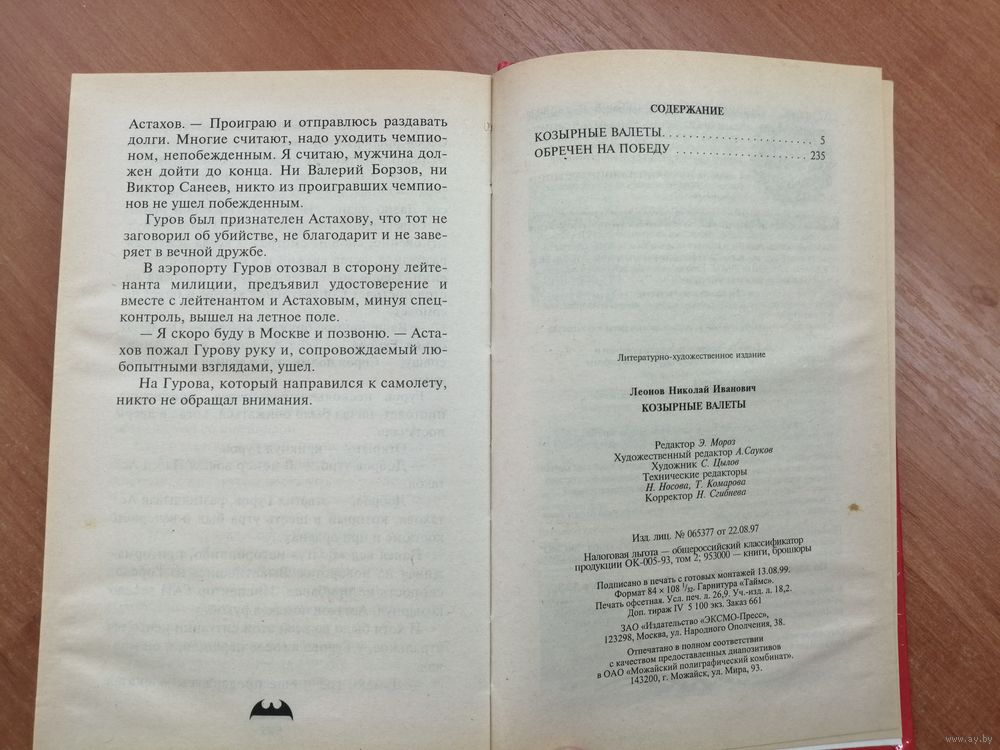 Астахов. — Проиграю и отправлюсь раздавать
долги. Многие считают, надо уходить чемпио-
ном, непобежденным. Я считаю, мужчина дол-
жен дойти до конца. Ни Валерий Борзов, ни
Виктор Санеев, никто из проигравших чемпио-
нов не ушел побежденным.
Гуров был признателен Астахову, что тот не
заговорил об убийстве, не благодарит и не заве-
ряет в вечной дружбе.
В аэропорту Гуров отозвал в сторону лейте-
нанта милиции, предъявил удостоверение и
вместе с лейтенантом и Астаховым, минуя спец-
контроль, вышел на летное поле.
— Я скоро буду в Москве и позвоню. — Аста-
хов пожал Гурову руку и, сопровождаемый лю-
бопытными взглядами, ушел.
На Гурова, который направился к самолету,
никто не обращал внимания.
СОДЕРЖАНИЕ
КОЗЫРНЫЕ ВАЛЕТЫ. . . . . . . . . . . . . . . . . . . . . . . 5
ОБРЕЧЕН НА ПОБЕДУ . . . . . . . . . . . . . . . . . . . . 235
Литературно-художественное издание
Леонов Николай Иванович
КОЗЫРНЫЕ ВАЛЕТЫ
Редактор Э. Мороз
Художественный редактор А.Сауков
Художник С. Цылов
Технические редакторы
Н. Носова, Т. Комарова
Корректор Н. Сгибнева
Изд. лиц. № 065377 от 22.08.97
Налоговая льгота — общероссийский классификатор
продукции ОК-005-93, том 2; 953000 — книги, брошюры
Подписано в печать с готовых монтажей 13.08.99.
Формат 84 × 108 1/32. Гарнитура «Таймс».
Печать офсетная. Усл. печ. л. 26,9. Уч.-изд. л. 18,2.
Доп. тираж IV 5 100 экз. Заказ 661
ЗАО «Издательство «ЭКСМО-Пресс»,
123298, Москва, ул. Народного Ополчения, 38.
Отпечатано в полном соответствии
с качеством предоставленных диапозитивов
в ОАО «Можайский полиграфический комбинат».
143200, г. Можайск, ул. Мира, 93.
www.ay.by